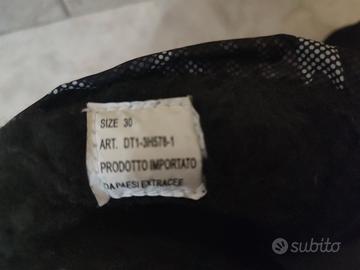 SIZE 30
ART. DT1-3H578-1
PRODOTTO IMPORTATO
DA PAESI EXTRACEE
subito